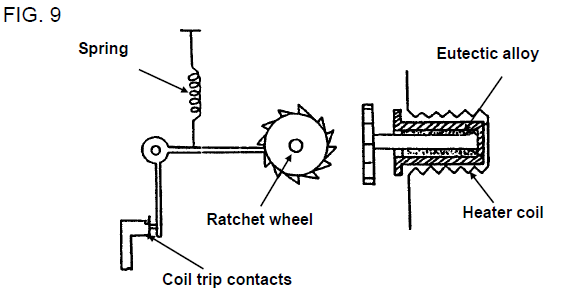 FIG. 9
Spring
Eutectic alloy
Ratchet wheel
Heater coil
Coil trip contacts